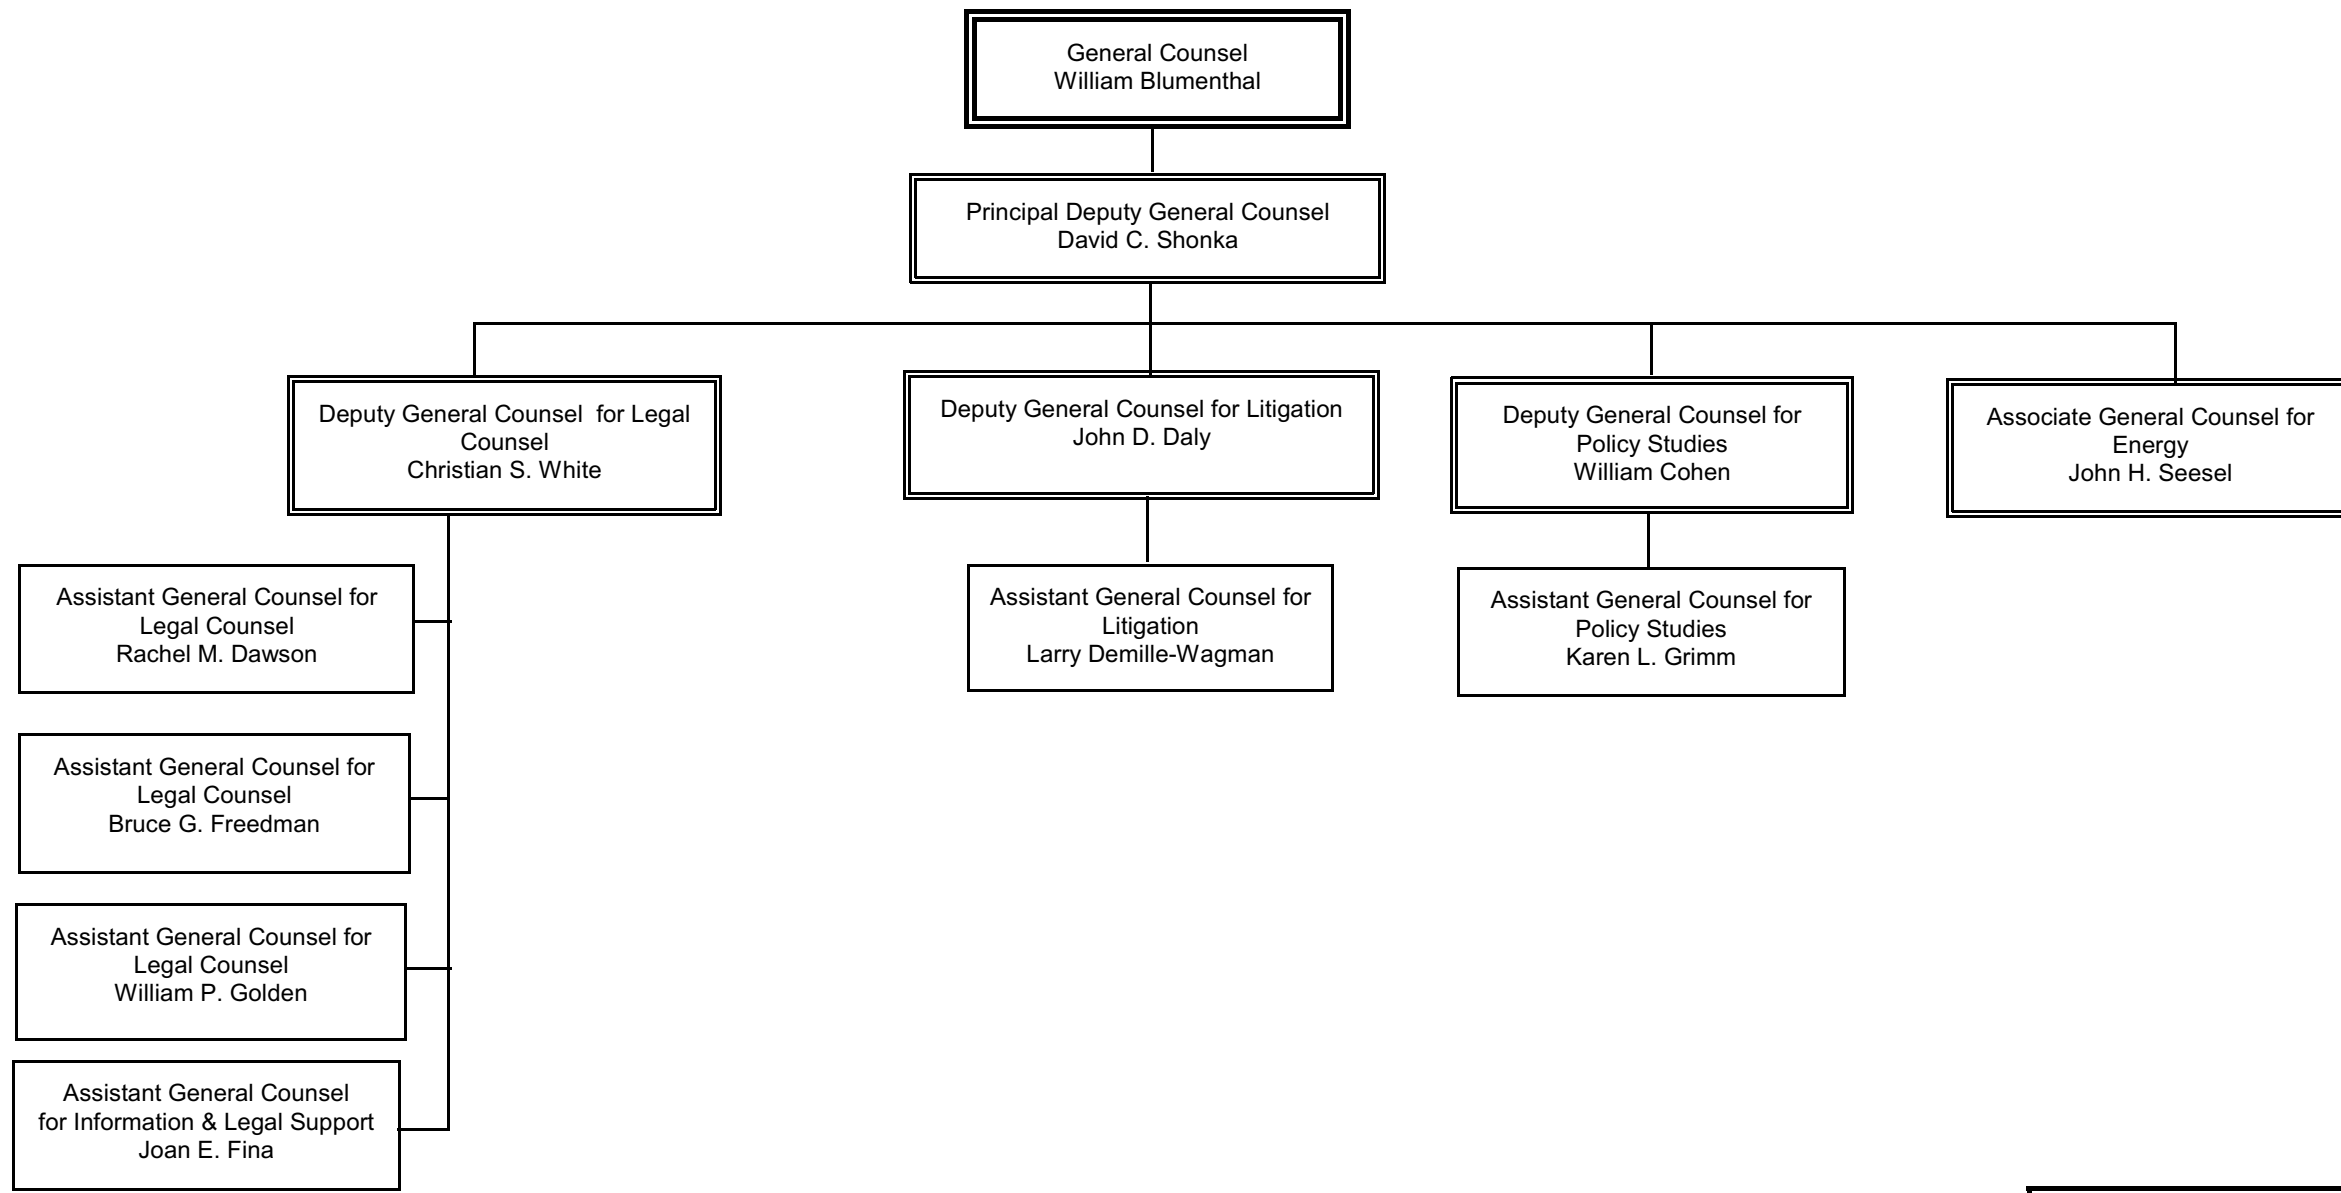 General Counsel
William Blumenthal
Principal Deputy General Counsel
David C. Shonka
Deputy General Counsel  for Legal
Counsel
Christian S. White
Deputy General Counsel for Litigation
John D. Daly
Deputy General Counsel for
Policy Studies
William Cohen
Associate General Counsel for
Energy
John H. Seesel
Assistant General Counsel for
Legal Counsel
Rachel M. Dawson
Assistant General Counsel for
Litigation
Larry Demille-Wagman
Assistant General Counsel for
Policy Studies
Karen L. Grimm
Assistant General Counsel for
Legal Counsel
Bruce G. Freedman
Assistant General Counsel for
Legal Counsel
William P. Golden
Assistant General Counsel
for Information & Legal Support
Joan E. Fina